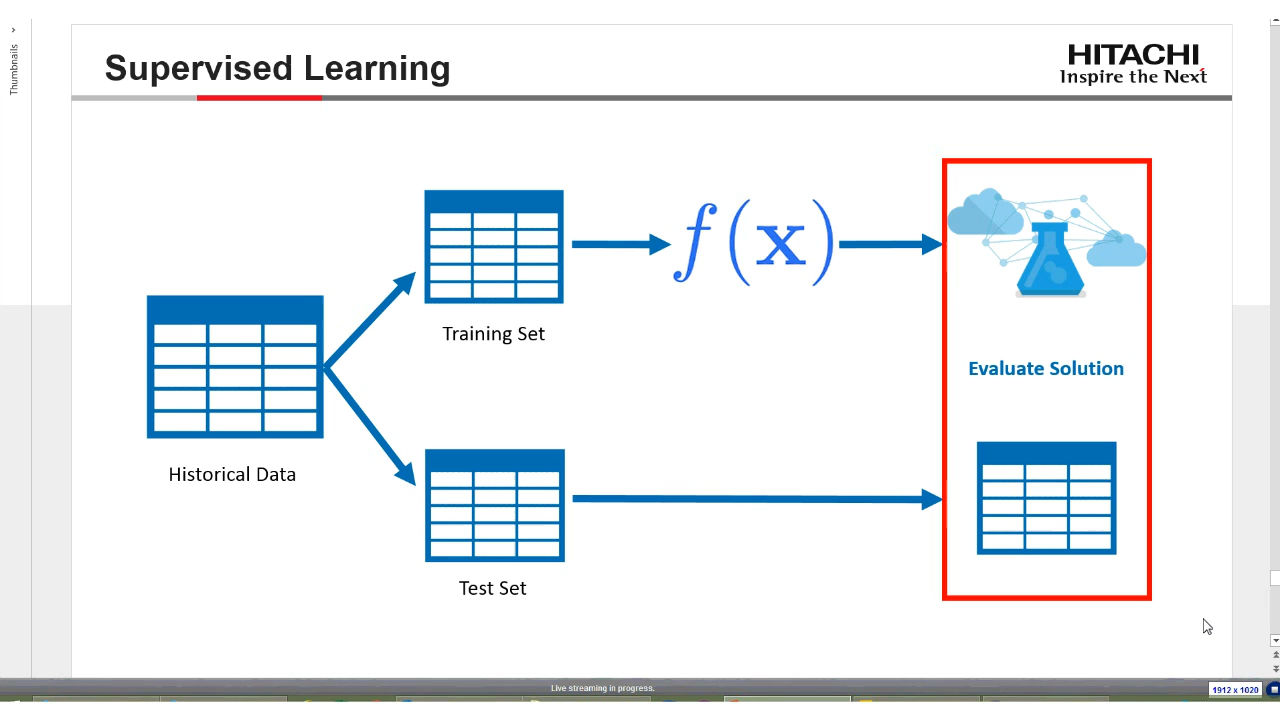 Thumbnails
Supervised Learning
HITACHI
Inspire the Next
f(x)
Training Set
Evaluate Solution
Historical Data
Test Set
Live streaming in progress.
1912 x 1020